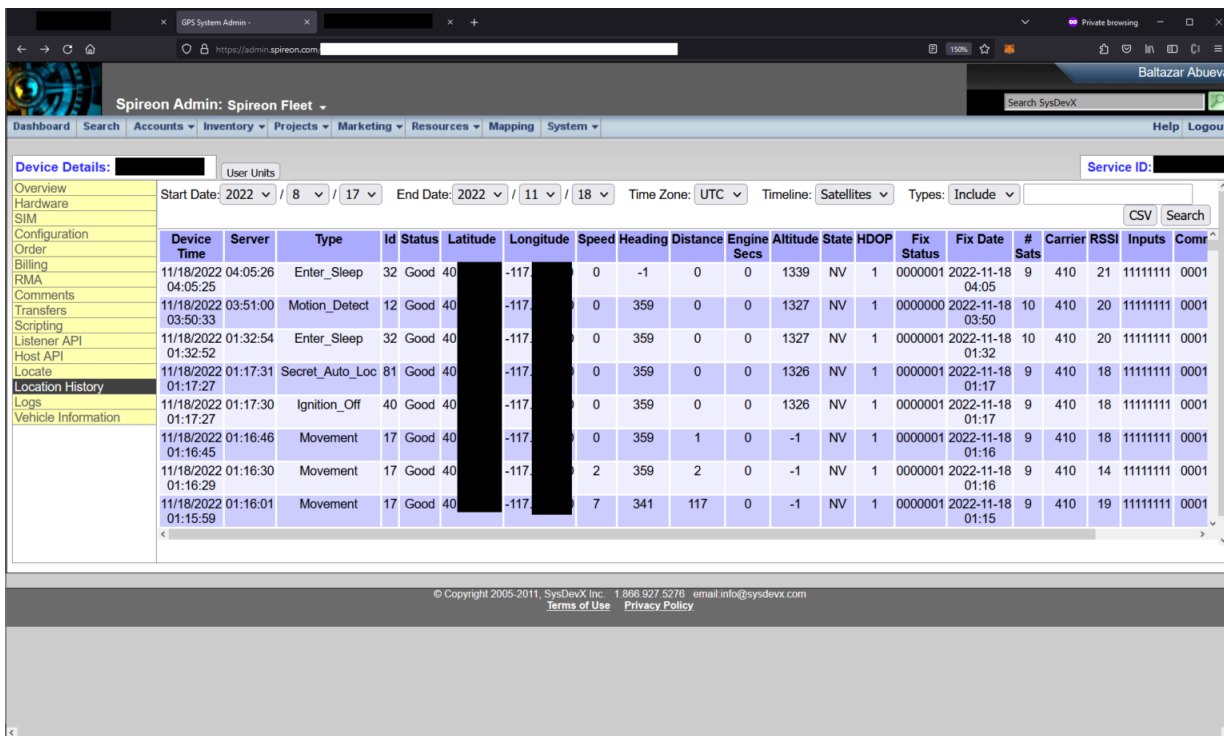 GPS System Admin -
Private browsing
https://admin.spireon.com
150%
Baltazar Abueva
Spireon Admin: Spireon Fleet
Search SysDevX
Dashboard Search Accounts Inventory Projects Marketing Resources Mapping System Help Logou
Device Details: User Units Service ID:
Overview
Hardware
SIM
Configuration
Order
Billing
RMA
Comments
Transfers
Scripting
Listener API
Host API
Locate
Location History
Logs
Vehicle Information
Start Date: 2022 / 8 / 17 End Date: 2022 / 11 / 18 Time Zone: UTC Timeline: Satellites Types: Include
CSV Search
Device Time Server Type Id Status Latitude Longitude Speed Heading Distance Engine Secs Altitude State HDOP Fix Status Fix Date # Sats Carrier RSSI Inputs Comm
11/18/2022 04:05:26 Enter_Sleep 32 Good 40 -117. 0 -1 0 0 1339 NV 1 0000001 2022-11-18 9 410 21 11111111 0001
04:05:25 04:05
11/18/2022 03:51:00 Motion_Detect 12 Good 40 -117. 0 359 0 0 1327 NV 1 0000000 2022-11-18 10 410 20 11111111 0001
03:50:33 03:50
11/18/2022 01:32:54 Enter_Sleep 32 Good 40 -117. 0 359 0 0 1327 NV 1 0000001 2022-11-18 10 410 20 11111111 0001
01:32:52 01:32
11/18/2022 01:17:31 Secret_Auto_Loc 81 Good 40 -117. 0 359 0 0 1326 NV 1 0000001 2022-11-18 9 410 18 11111111 0001
01:17:27 01:17
11/18/2022 01:17:30 Ignition_Off 40 Good 40 -117. 0 359 0 0 1326 NV 1 0000001 2022-11-18 9 410 18 11111111 0001
01:17:27 01:17
11/18/2022 01:16:46 Movement 17 Good 40 -117. 0 359 1 0 -1 NV 1 0000001 2022-11-18 9 410 18 11111111 0001
01:16:45 01:16
11/18/2022 01:16:30 Movement 17 Good 40 -117. 2 359 2 0 -1 NV 1 0000001 2022-11-18 9 410 14 11111111 0001
01:16:29 01:16
11/18/2022 01:16:01 Movement 17 Good 40 -117. 7 341 117 0 -1 NV 1 0000001 2022-11-18 9 410 19 11111111 0001
01:15:59 01:15
© Copyright 2005-2011, SysDevX Inc. 1.866.927.5276 email:info@sysdevx.com
Terms of Use Privacy Policy